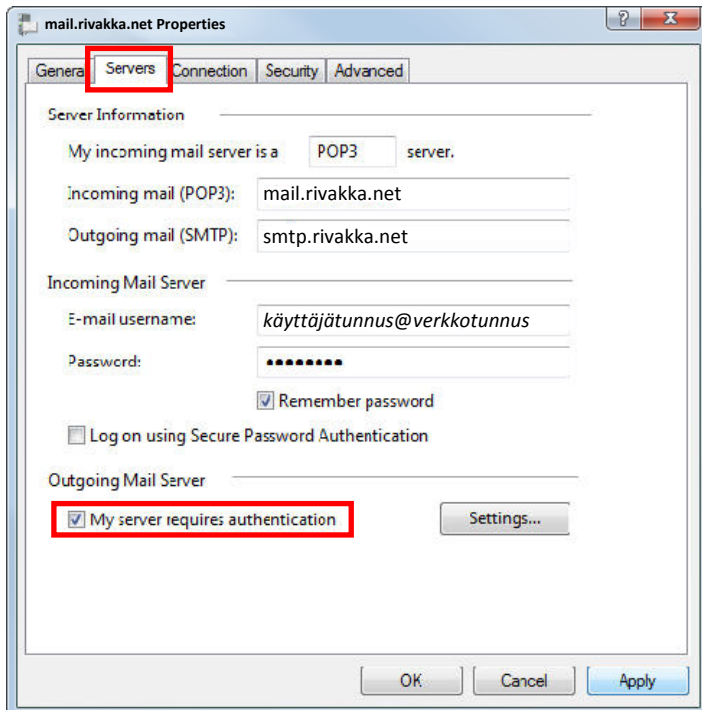 mail.rivakka.net Properties
General Servers Connection Security Advanced
Server Information
My incoming mail server is a POP3 server.
Incoming mail (POP3): mail.rivakka.net
Outgoing mail (SMTP): smtp.rivakka.net
Incoming Mail Server
E-mail username: käyttäjätunnus@verkkotunnus
Password: ●●●●●●●●
Remember password
Log on using Secure Password Authentication
Outgoing Mail Server
My server requires authentication Settings...
OK Cancel Apply